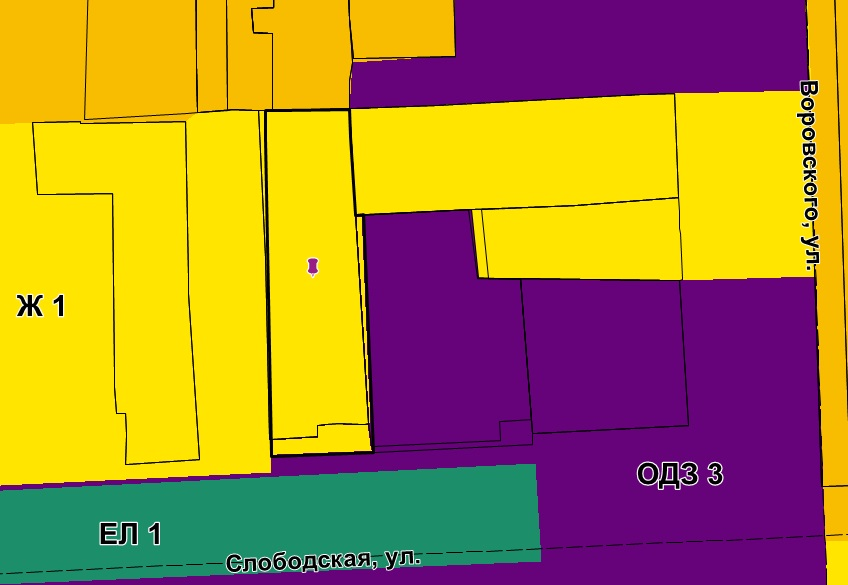 Воровского, ул.
Ж 1
ОДЗ 3
ЕЛ 1
Слободская, ул.